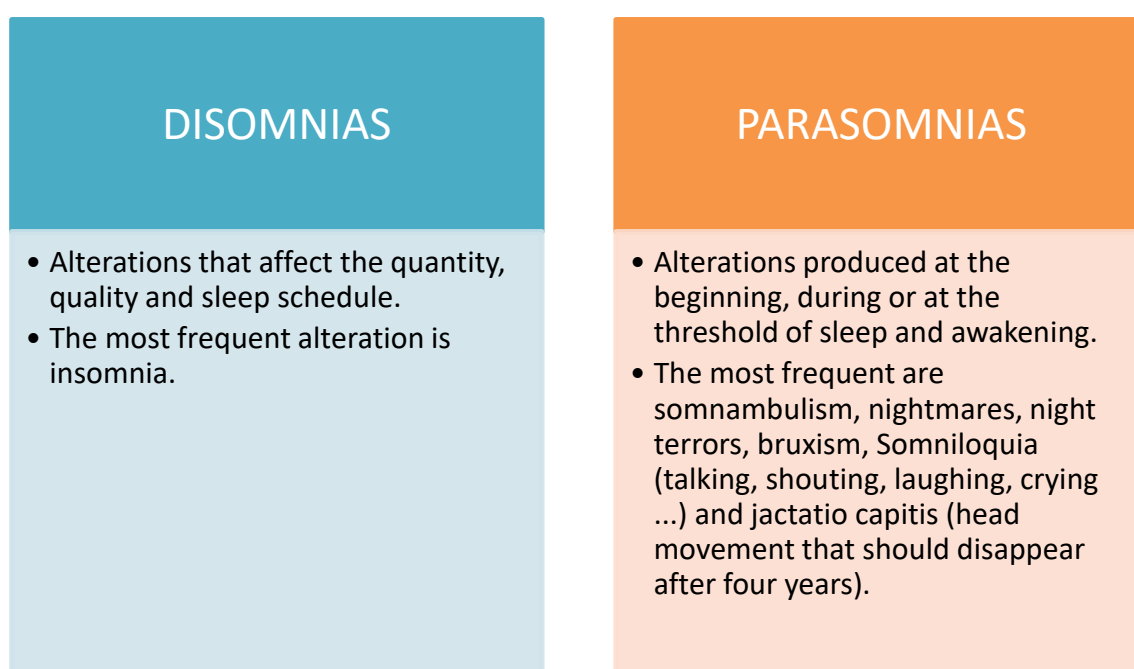 DISOMNIAS
• Alterations that affect the quantity,
quality and sleep schedule.
• The most frequent alteration is
insomnia.
PARASOMNIAS
• Alterations produced at the
beginning, during or at the
threshold of sleep and awakening.
• The most frequent are
somnambulism, nightmares, night
terrors, bruxism, Somniloquia
(talking, shouting, laughing, crying
...) and jactatio capitis (head
movement that should disappear
after four years).